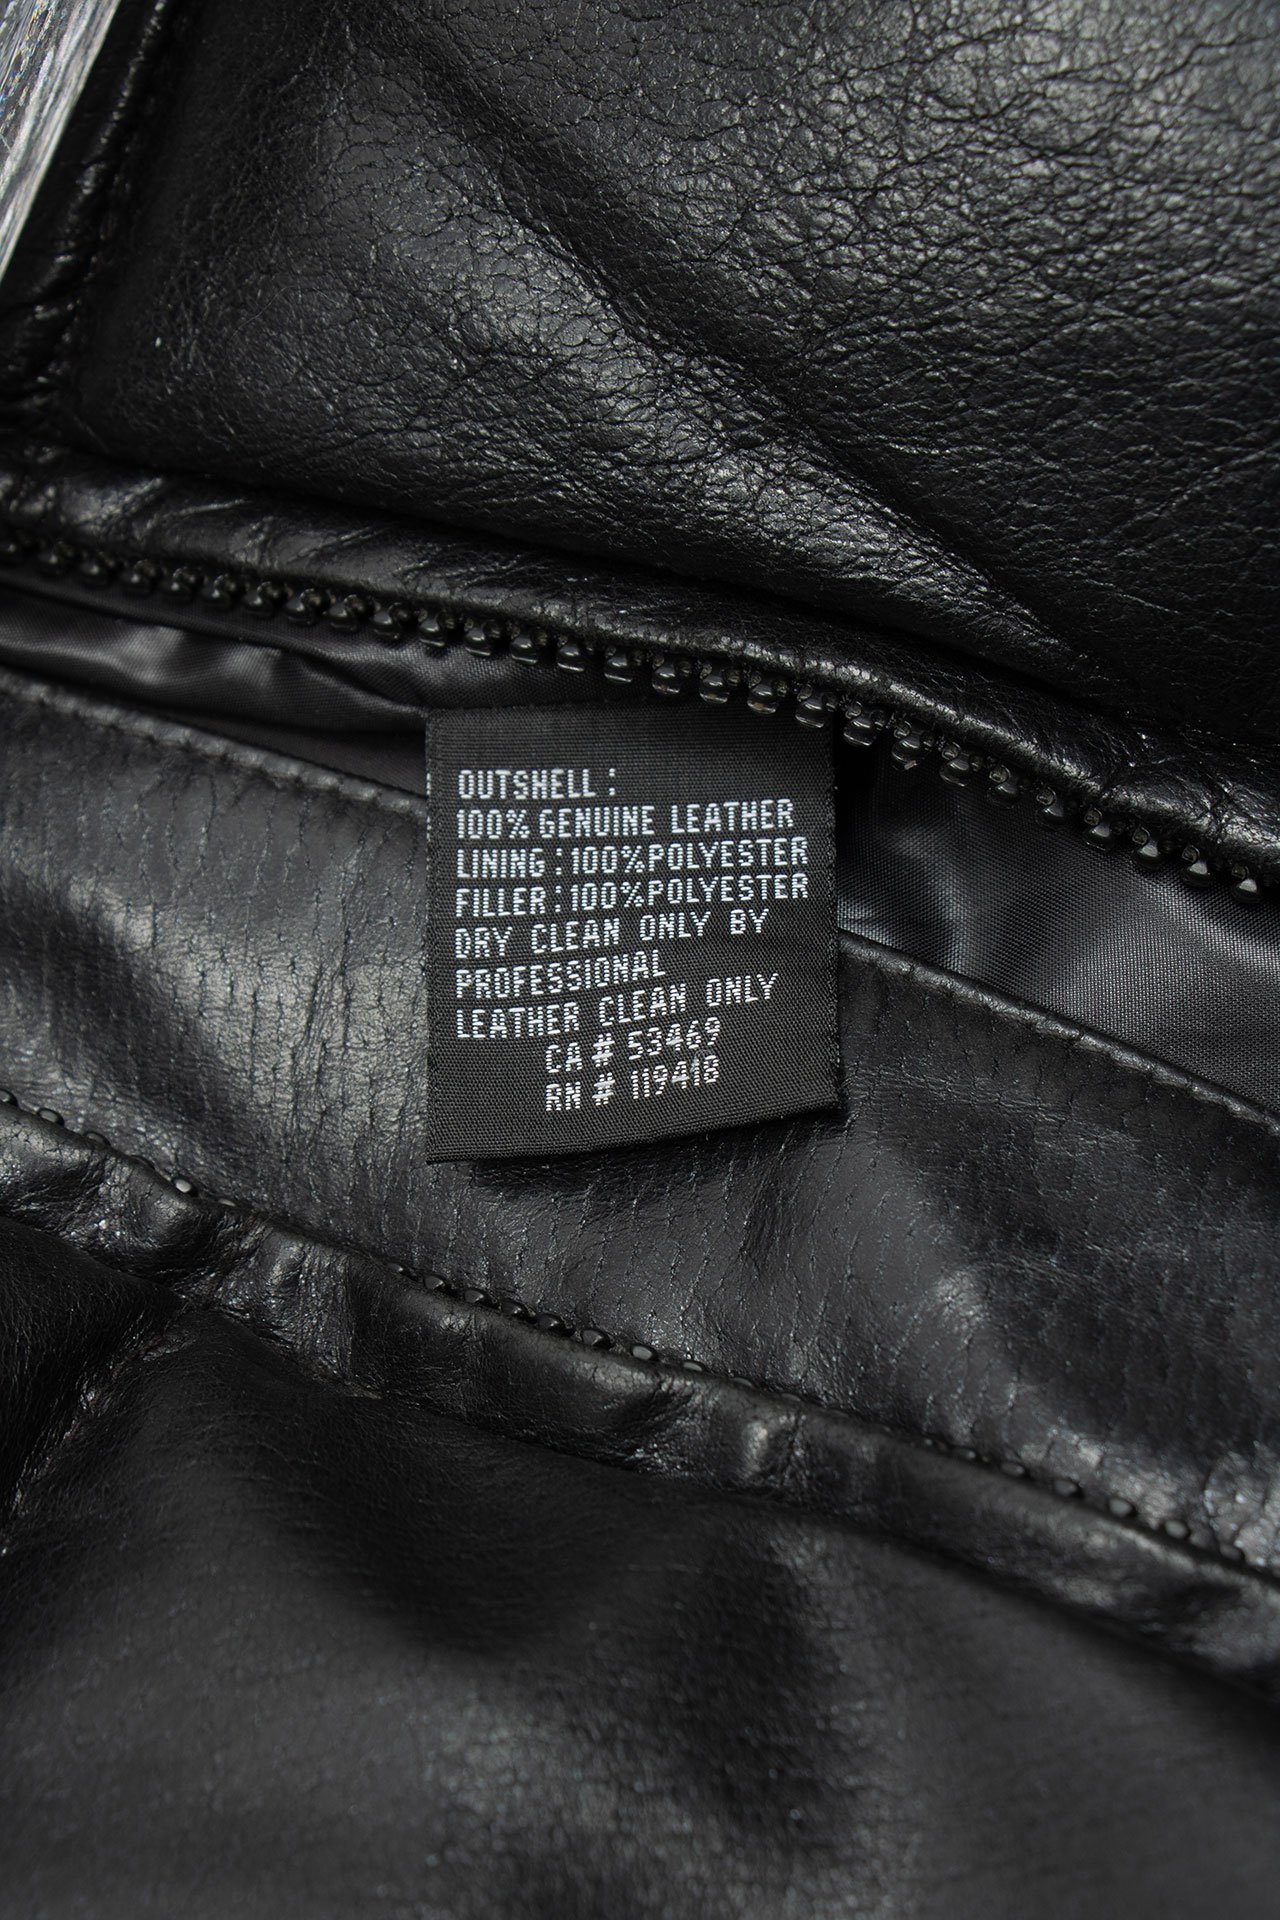 OUTSHELL :
100% GENUINE LEATHER
LINING : 100% POLYESTER
FILLER : 100% POLYESTER
DRY CLEAN ONLY BY
PROFESSIONAL
LEATHER CLEAN ONLY
CA # 53469
RN # 119418